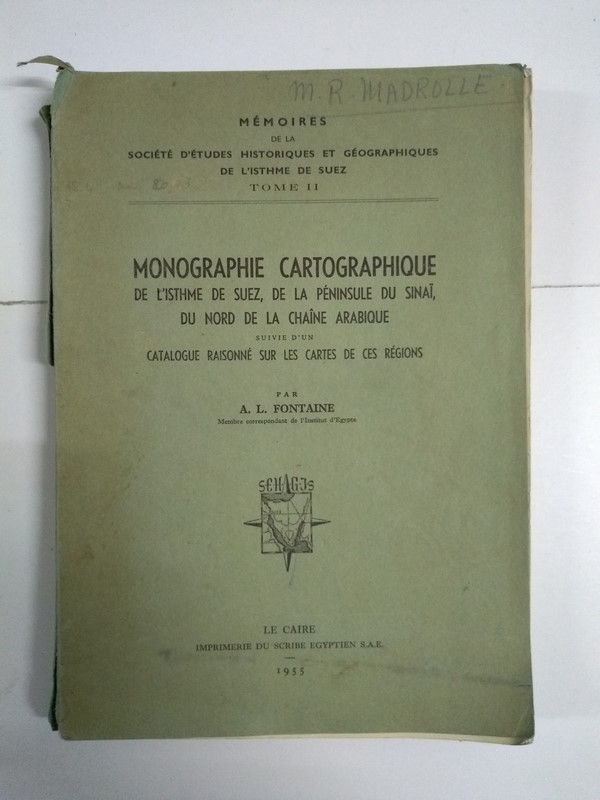 M. R. MADROLLE
MÉMOIRES
DE LA
SOCIÉTÉ D'ÉTUDES HISTORIQUES ET GÉOGRAPHIQUES
DE L'ISTHME DE SUEZ
TOME II
MONOGRAPHIE CARTOGRAPHIQUE
DE L'ISTHME DE SUEZ, DE LA PÉNINSULE DU SINAÏ,
DU NORD DE LA CHAÎNE ARABIQUE
SUIVIE D'UN
CATALOGUE RAISONNÉ SUR LES CARTES DE CES RÉGIONS
PAR
A. L. FONTAINE
Membre correspondant de l'Institut d'Egypte
SEHGIS
LE CAIRE
IMPRIMERIE DU SCRIBE EGYPTIEN S.A.E.
1955